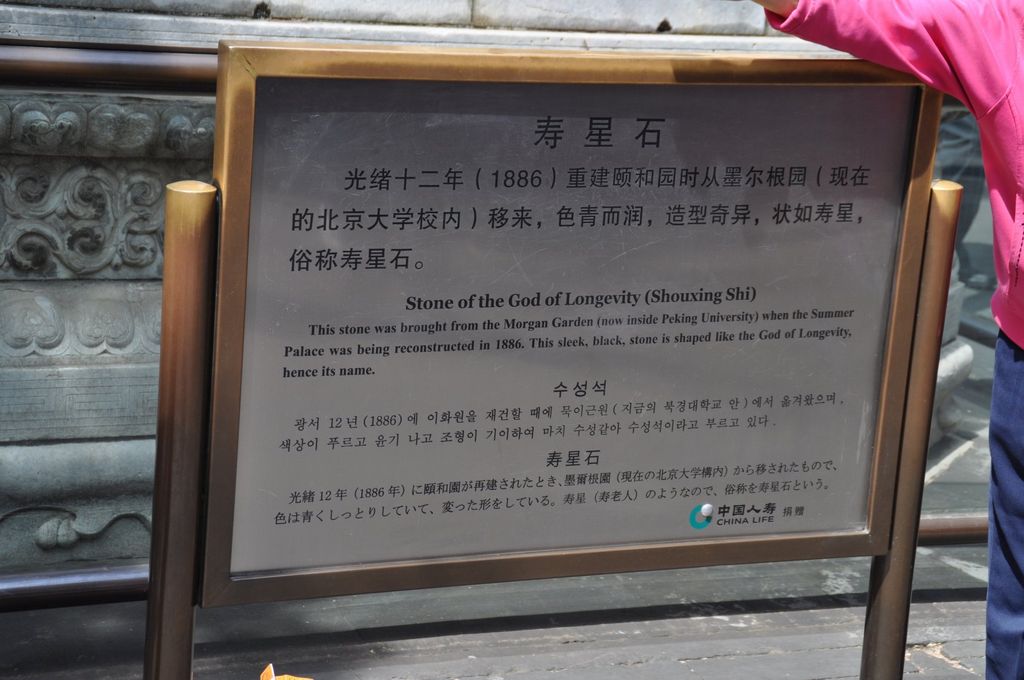 寿星石
光绪十二年（1886）重建颐和园时从墨尔根园（现在
的北京大学校内）移来，色青而润，造型奇异，状如寿星，
俗称寿星石。
Stone of the God of Longevity (Shouxing Shi)
This stone was brought from the Morgan Garden (now inside Peking University) when the Summer
Palace was being reconstructed in 1886. This sleek, black, stone is shaped like the God of Longevity,
hence its name.
수성석
광서 12 년 (1886) 에 이화원을 재건할 때에 묵이근원 ( 지금의 북경대학교 안 ) 에서 옮겨왔으며 ,
색상이 푸르고 윤기 나고 조형이 기이하여 마치 수성같아 수성석이라고 부르고 있다 .
寿星石
光緒 12 年（1886 年）に頤和園が再建されたとき、墨爾根園（現在の北京大学構内）から移されたもので、
色は青くしっとりしていて、変った形をしている。寿星（寿老人）のようなので、俗称を寿星石という。
中国人寿 捐赠
CHINA LIFE